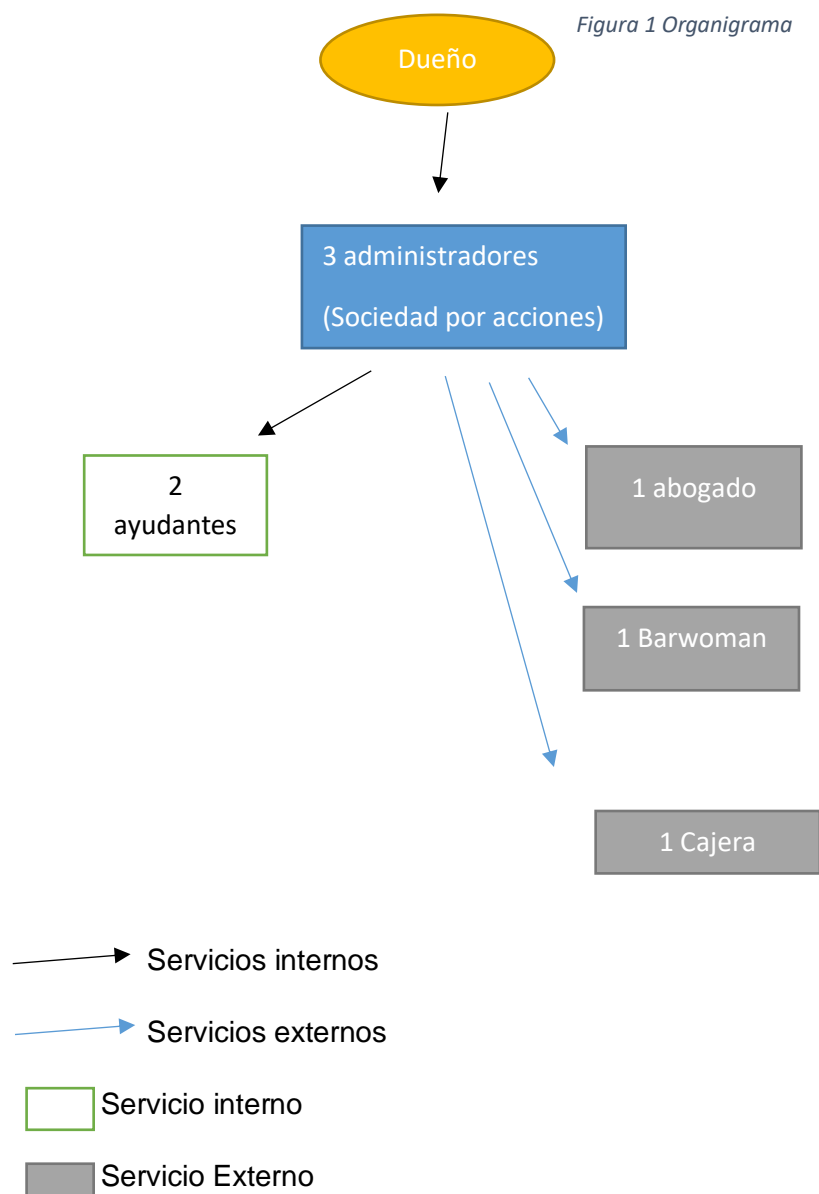 Figura 1 Organigrama
Dueño
3 administradores
(Sociedad por acciones)
2
ayudantes
1 abogado
1 Barwoman
1 Cajera
Servicios internos
Servicios externos
Servicio interno
Servicio Externo